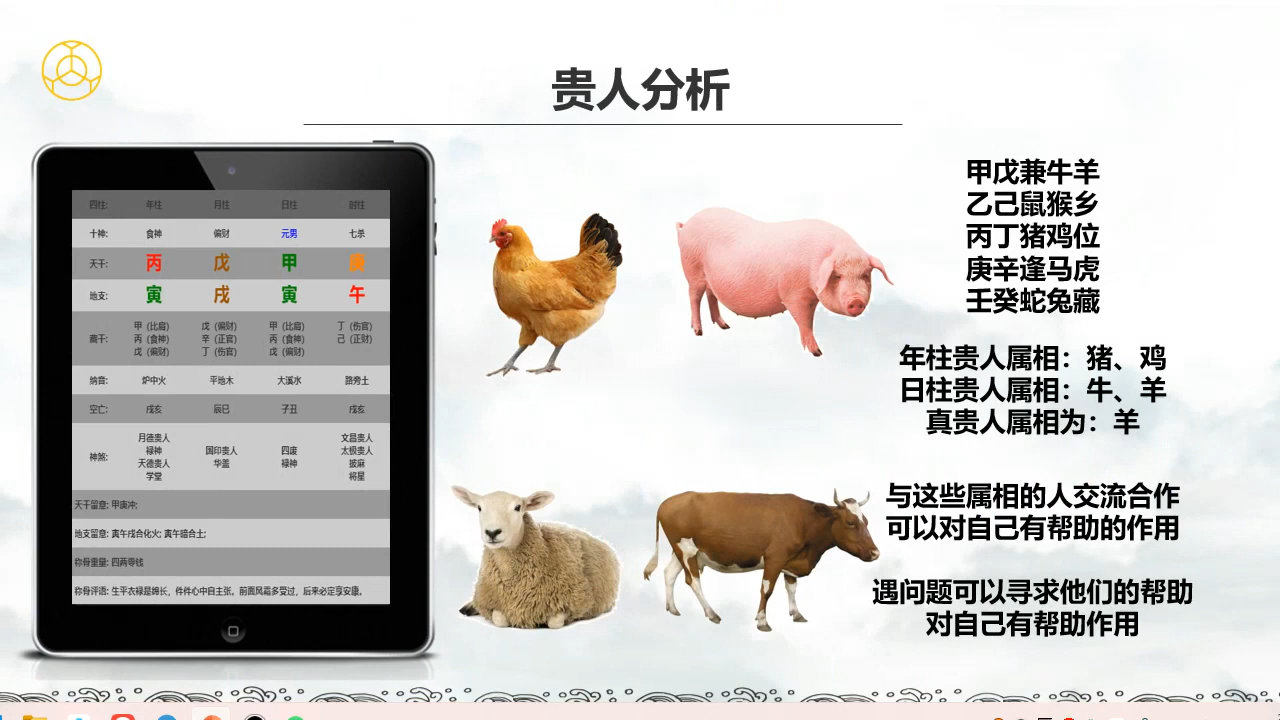 贵人分析
四柱: 年柱 月柱 日柱 时柱
十神: 食神 偏财 元男 七杀
天干: 丙 戊 甲 庚
地支: 寅 戌 寅 午
藏干: 甲 (比肩) 戊 (偏财) 甲 (比肩) 丁 (伤官)
丙 (食神) 辛 (正官) 丙 (食神) 己 (正财)
戊 (偏财) 丁 (伤官) 戊 (偏财)
纳音: 炉中火 平地木 大溪水 路旁土
空亡: 戌亥 辰巳 子丑 戌亥
神煞: 月德贵人 国印贵人 四废 文昌贵人
禄神 华盖 禄神 太极贵人
天德贵人 披麻
学堂 将星
天干留意: 甲庚冲;
地支留意: 寅午戌合化火; 寅午暗合土;
称骨重量: 四两零钱
称骨评语: 生平衣禄是绵长，件件心中自主张。前面风霜多受过，后来必定享安康。
甲戊兼牛羊
乙己鼠猴乡
丙丁猪鸡位
庚辛逢马虎
壬癸蛇兔藏
年柱贵人属相：猪、鸡
日柱贵人属相：牛、羊
真贵人属相为：羊
与这些属相的人交流合作
可以对自己有帮助的作用
遇问题可以寻求他们的帮助
对自己有帮助作用